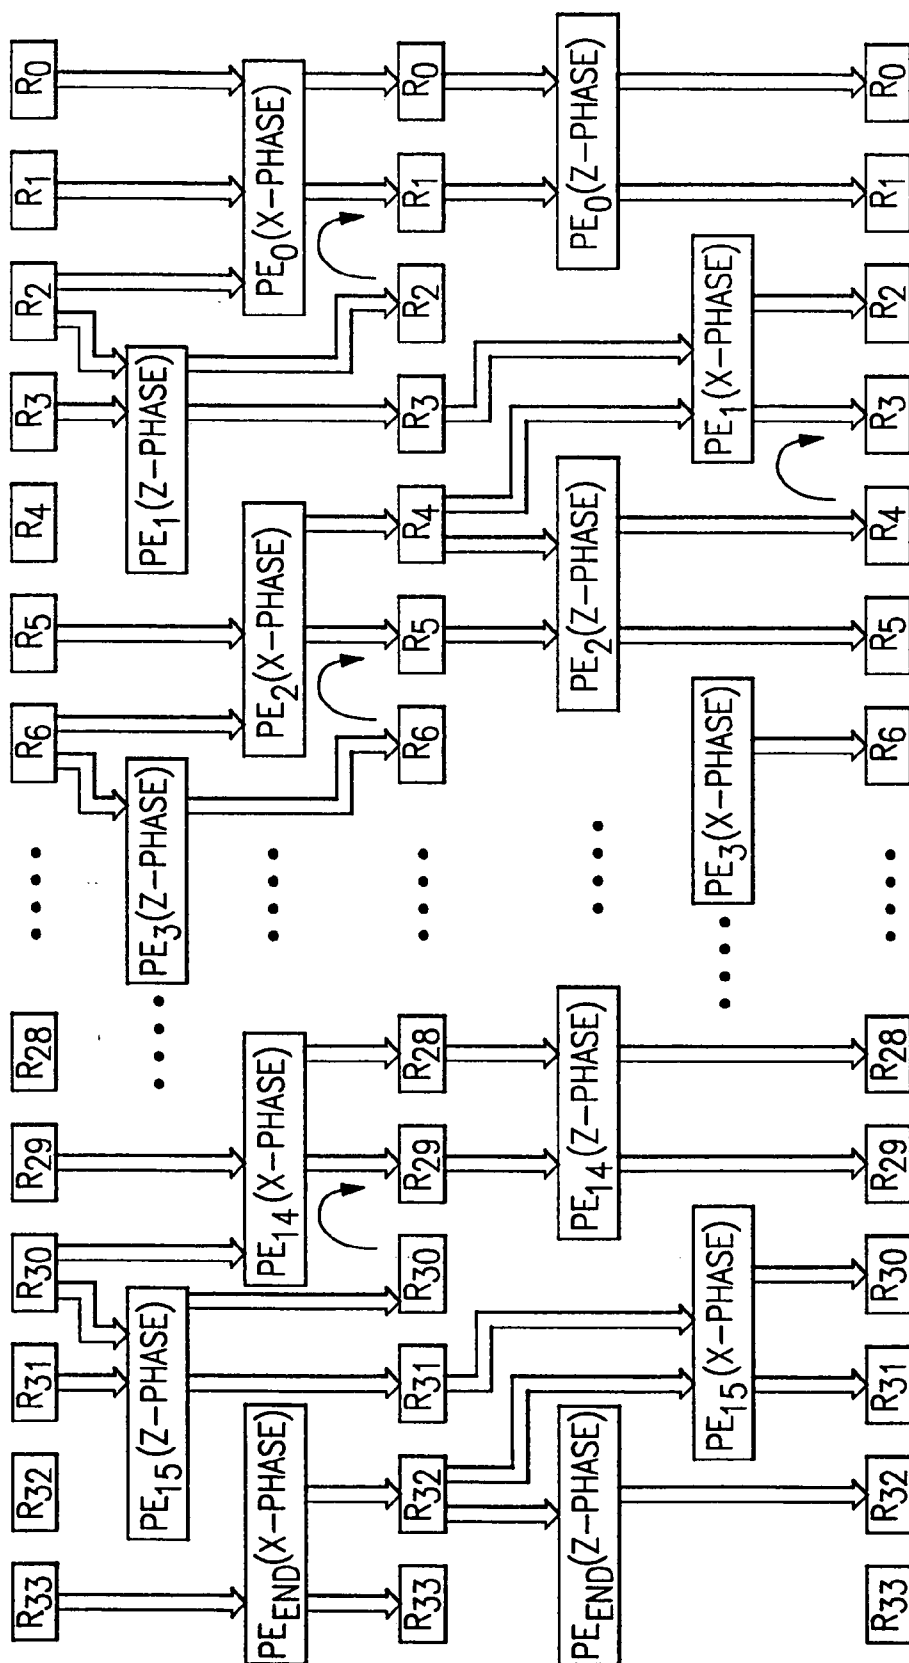 R33
R32
R31
R30
R29
R28
R6
R5
R4
R3
R2
R1
R0
PE15(Z-PHASE)
PE3(Z-PHASE)
PE1(Z-PHASE)
PEEND(X-PHASE)
PE14(X-PHASE)
PE2(X-PHASE)
PE0(X-PHASE)
R33
R32
R31
R30
R29
R28
R6
R5
R4
R3
R2
R1
R0
PEEND(Z-PHASE)
PE14(Z-PHASE)
PE2(Z-PHASE)
PE0(Z-PHASE)
PE15(X-PHASE)
PE3(X-PHASE)
PE1(X-PHASE)
R33
R32
R31
R30
R29
R28
R6
R5
R4
R3
R2
R1
R0